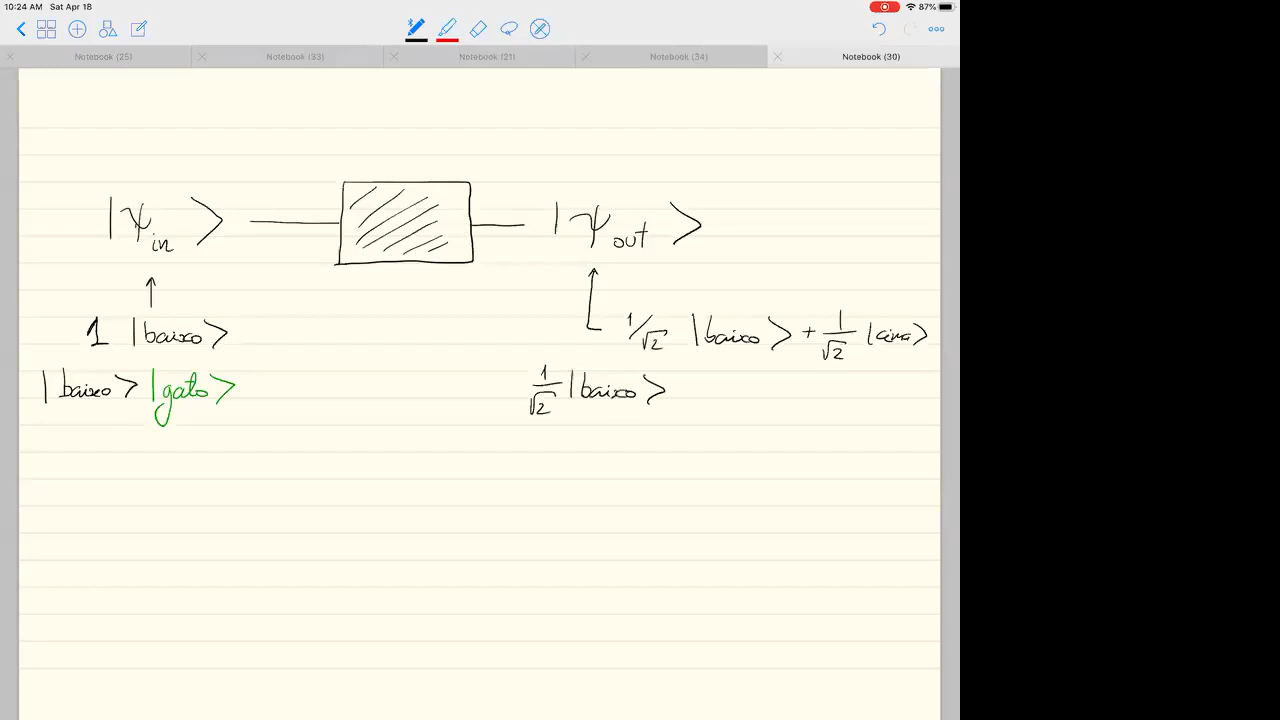 10:24 AM Sat Apr 18 87%
Notebook (25) Notebook (33) Notebook (21) Notebook (34) Notebook (30)
|ψin⟩ |ψout⟩
1 |baixo⟩ 1/√2 |baixo⟩ + 1/√2 |cima⟩
|baixo⟩ |gato⟩ 1/√2 |baixo⟩